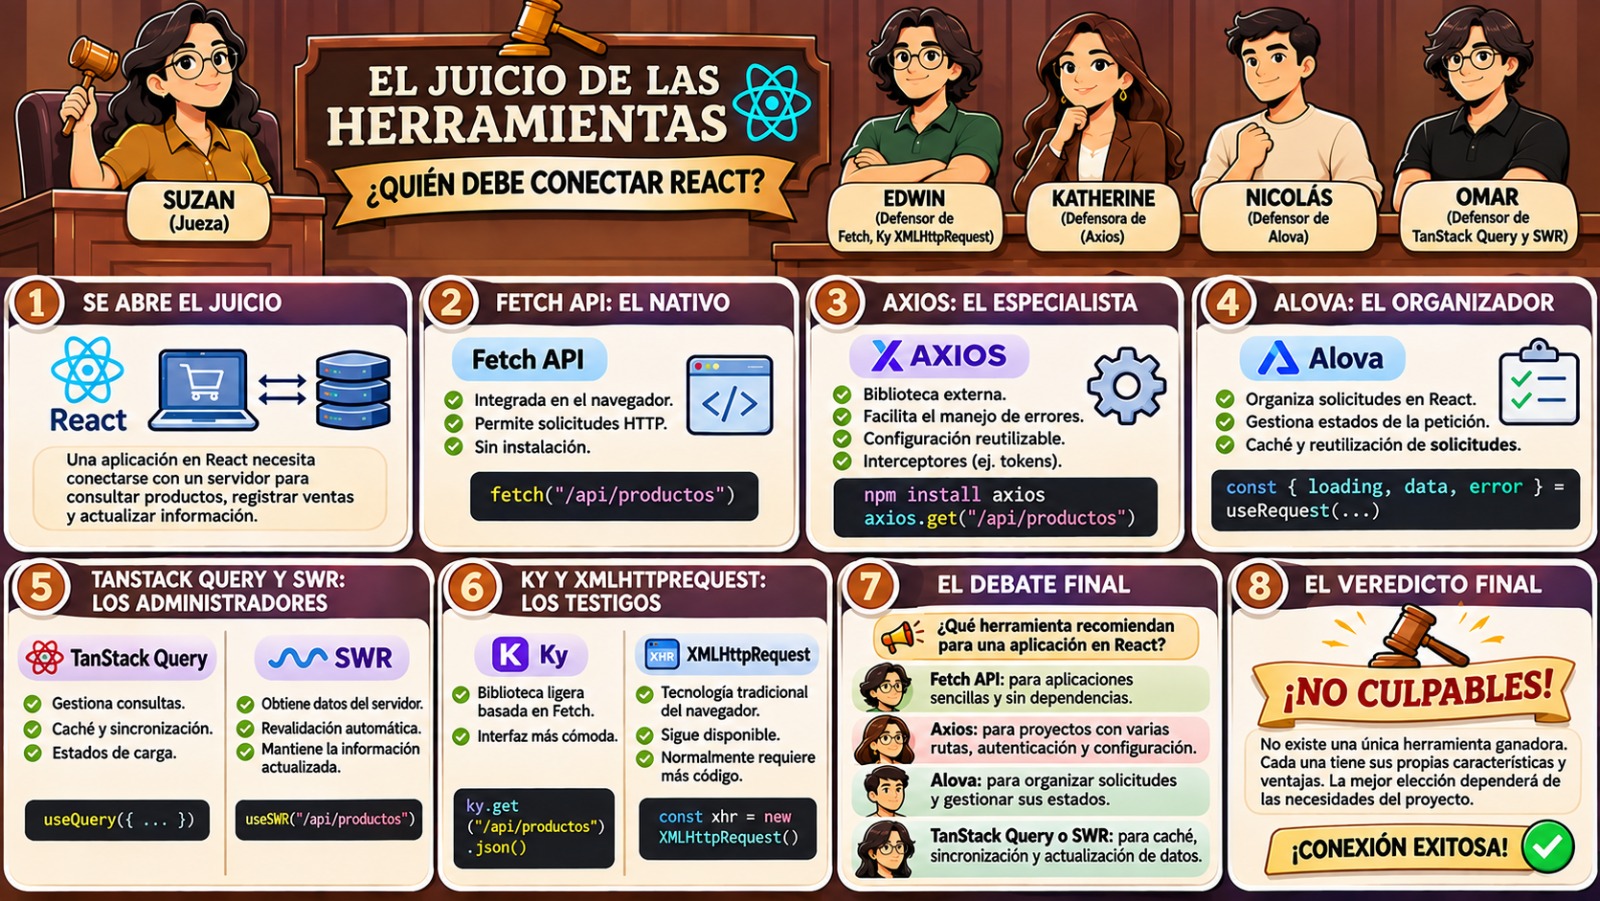 EL JUICIO DE LAS
HERRAMIENTAS
¿QUIÉN DEBE CONECTAR REACT?
SUZAN
(Jueza)
EDWIN
(Defensor de
Fetch, Ky XMLHttpRequest)
KATHERINE
(Defensora de
(Axios)
NICOLÁS
(Defensor de
Alova)
OMAR
(Defensor de
TanStack Query y SWR)
1 SE ABRE EL JUICIO
React
Una aplicación en React necesita
conectarse con un servidor para
consultar productos, registrar ventas
y actualizar información.
2 FETCH API: EL NATIVO
Fetch API
</>
Integrada en el navegador.
Permite solicitudes HTTP.
Sin instalación.
fetch("/api/productos")
3 AXIOS: EL ESPECIALISTA
AXIOS
Biblioteca externa.
Facilita el manejo de errores.
Configuración reutilizable.
Interceptores (ej. tokens).
npm install axios
axios.get("/api/productos")
4 ALOVA: EL ORGANIZADOR
Alova
Organiza solicitudes en React.
Gestiona estados de la petición.
Caché y reutilización de solicitudes.
const { loading, data, error } =
useRequest(...)
5 TANSTACK QUERY Y SWR:
LOS ADMINISTRADORES
TanStack Query
Gestiona consultas.
Caché y sincronización.
Estados de carga.
useQuery({ ... })
SWR
Obtiene datos del servidor.
Revalidación automática.
Mantiene la información
actualizada.
useSWR("/api/productos")
6 KY Y XMLHTTPREQUEST:
LOS TESTIGOS
K Ky
Biblioteca ligera
basada en Fetch.
Interfaz más cómoda.
ky.get
("/api/productos")
.json()
XHR XMLHttpRequest
Tecnología tradicional
del navegador.
Sigue disponible.
Normalmente requiere
más código.
const xhr = new
XMLHttpRequest()
7 EL DEBATE FINAL
¿Qué herramienta recomiendan
para una aplicación en React?
Fetch API: para aplicaciones
sencillas y sin dependencias.
Axios: para proyectos con varias
rutas, autenticación y configuración.
Alova: para organizar solicitudes
y gestionar sus estados.
TanStack Query o SWR: para caché,
sincronización y actualización de datos.
8 EL VEREDICTO FINAL
¡NO CULPABLES!
No existe una única herramienta ganadora.
Cada una tiene sus propias características y
ventajas. La mejor elección dependerá de
las necesidades del proyecto.
¡CONEXIÓN EXITOSA!